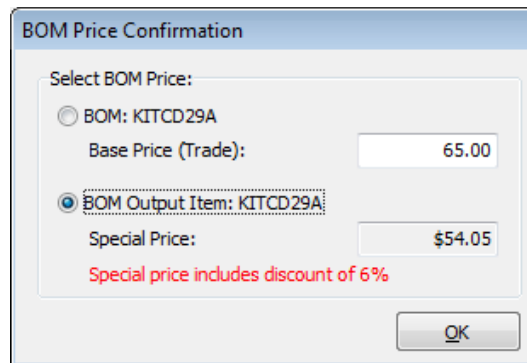 BOM Price Confirmation
Select BOM Price:
BOM: KITCD29A
Base Price (Trade): 65.00
BOM Output Item: KITCD29A
Special Price: $54.05
Special price includes discount of 6%
OK